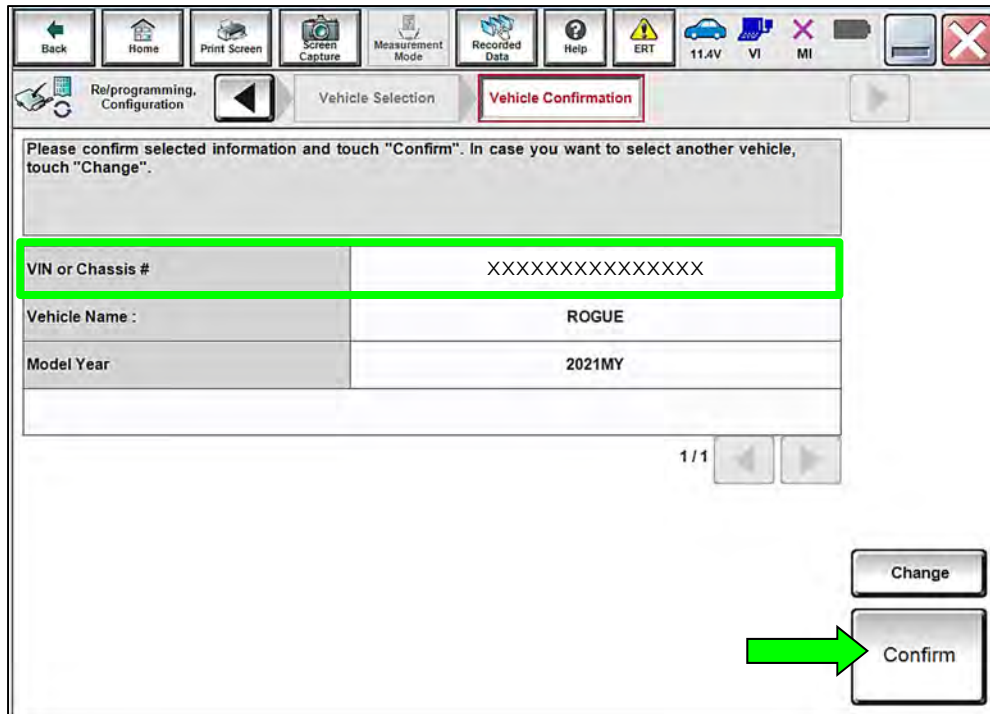 Back
Home
Print Screen
Screen
Capture
Measurement
Mode
Recorded
Data
Help
ERT
11.4V
VI
MI
Re/programming,
Configuration
Vehicle Selection
Vehicle Confirmation
Please confirm selected information and touch "Confirm". In case you want to select another vehicle,
touch "Change".
VIN or Chassis #
XXXXXXXXXXXXXXX
Vehicle Name :
ROGUE
Model Year
2021MY
1/1
Change
Confirm